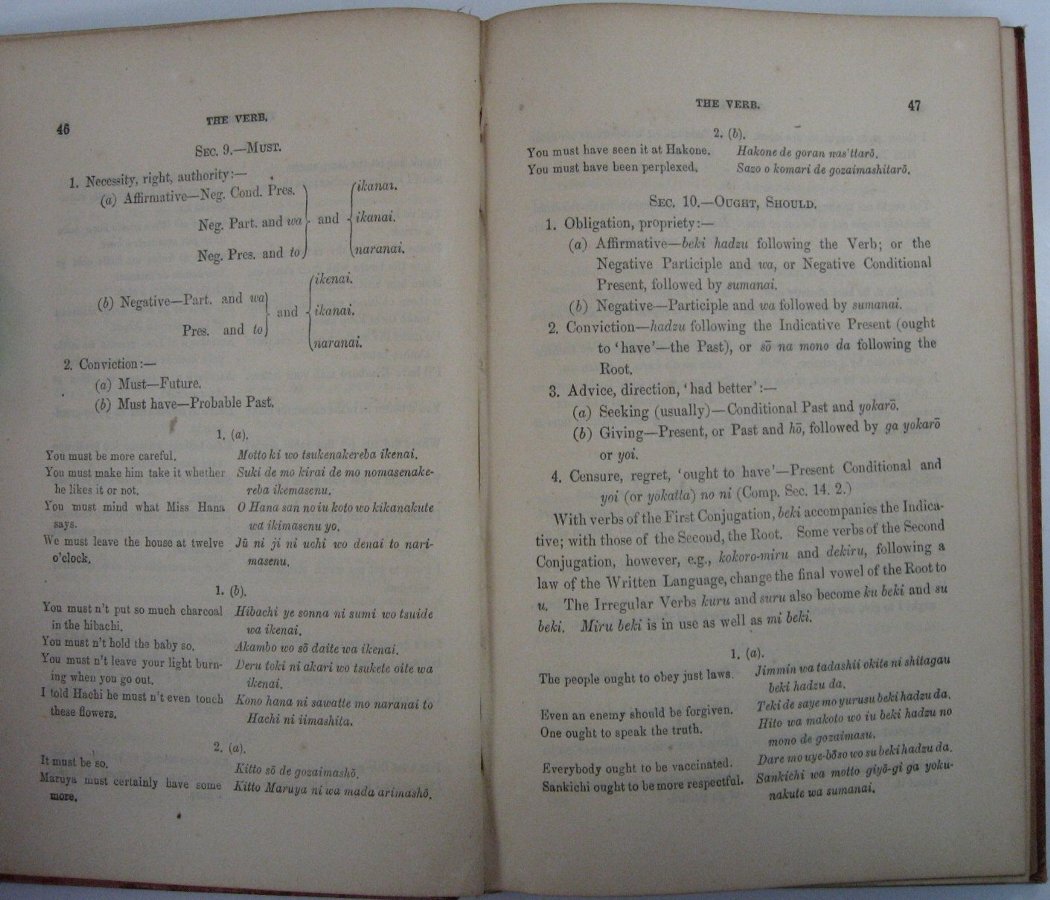 46
THE VERB.
SEC. 9.—MUST.
1. Necessity, right, authority:—
(a) Affirmative—Neg. Cond. Pres.
Neg. Part. and wa
Neg. Pres. and to
and
ikanai.
ikanai.
naranai.
(b) Negative—Part. and wa
Pres. and to
and
ikenai.
ikanai.
naranai.
2. Conviction:—
(a) Must—Future.
(b) Must have—Probable Past.
1. (a).
You must be more careful. Motto ki wo tsukenakereba ikenai.
You must make him take it whether Suki de mo kirai de mo nomasenake-
he likes it or not. reba ikemasenu.
You must mind what Miss Hana O Hana san no iu koto wo kikanakute
says. wa ikimasenu yo.
We must leave the house at twelve Jū ni ji ni uchi wo denai to nari-
o'clock. masenu.
1. (b).
You must n't put so much charcoal Hibachi ye sonna ni sumi wo tsuide
in the hibachi. wa ikenai.
You must n't hold the baby so. Akambo wo sō daite wa ikenai.
You must n't leave your light burn- Deru toki ni akari wo tsukete oite wa
ing when you go out. ikenai.
I told Hachi he must n't even touch Kono hana ni sawatte mo naranai to
these flowers. Hachi ni iimashita.
2. (a).
It must be so. Kitto sō de gozaimashō.
Maruya must certainly have some Kitto Maruya ni wa mada arimashō.
more.
THE VERB.
47
2. (b).
You must have seen it at Hakone. Hakone de goran nas'ttarō.
You must have been perplexed. Sazo o komari de gozaimashitarō.
SEC. 10.—OUGHT, SHOULD.
1. Obligation, propriety:—
(a) Affirmative—beki hadzu following the Verb; or the
Negative Participle and wa, or Negative Conditional
Present, followed by sumanai.
(b) Negative—Participle and wa followed by sumanai.
2. Conviction—hadzu following the Indicative Present (ought
to 'have'—the Past), or sō na mono da following the
Root.
3. Advice, direction, 'had better':—
(a) Seeking (usually)—Conditional Past and yokarō.
(b) Giving—Present, or Past and hō, followed by ga yokarō
or yoi.
4. Censure, regret, 'ought to have'—Present Conditional and
yoi (or yokatta) no ni (Comp. Sec. 14. 2.)
With verbs of the First Conjugation, beki accompanies the Indica-
tive; with those of the Second, the Root. Some verbs of the Second
Conjugation, however, e.g., kokoro-miru and dekiru, following a
law of the Written Language, change the final vowel of the Root to
u. The Irregular Verbs kuru and suru also become ku beki and su
beki. Miru beki is in use as well as mi beki.
1. (a).
The people ought to obey just laws. Jimmin wa tadashii okite ni shitagau
beki hadzu da.
Even an enemy should be forgiven. Teki de saye mo yurusu beki hadzu da.
One ought to speak the truth. Hito wa makoto wo iu beki hadzu no
mono de gozaimasu.
Everybody ought to be vaccinated. Dare mo uye-bōso wo su beki hadzu da.
Sankichi ought to be more respectful. Sankichi wa motto giyō-gi ga yoku-
nakute wa sumanai.